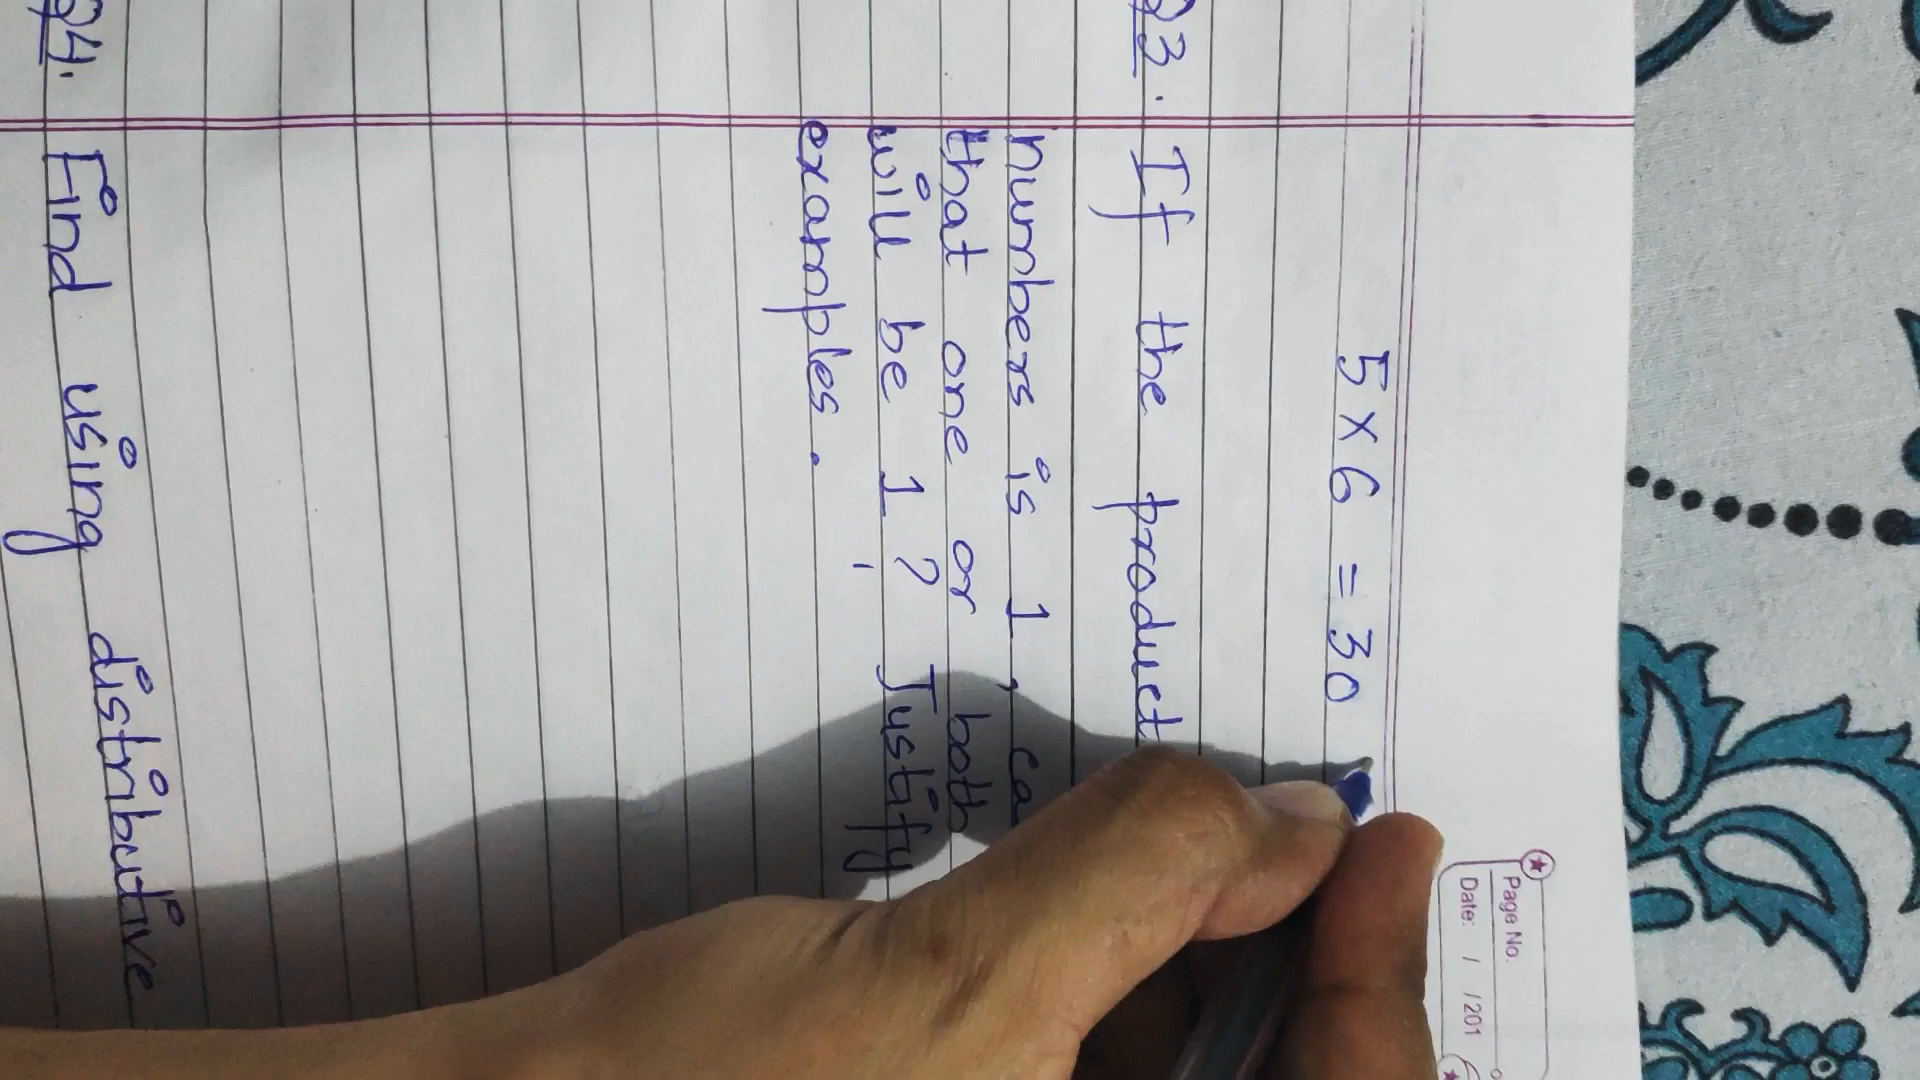 Page No.
Date: / /201
5 × 6 = 30
Q3. If the product
numbers is 1, ca
that one or both
will be 1? Justify
examples.
Q4. Find using distributive